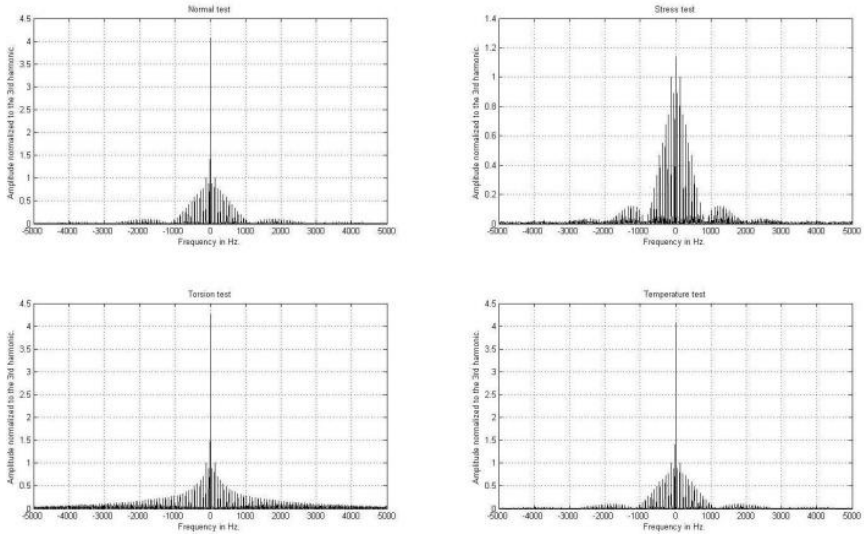 Normal test
Amplitude normalized to the 3rd harmonic.
4.5
4
3.5
3
2.5
2
1.5
1
0.5
0
-5000 -4000 -3000 -2000 -1000 0 1000 2000 3000 4000 5000
Frequency in Hz.
Stress test
Amplitude normalized to the 3rd harmonic.
1.4
1.2
1
0.8
0.6
0.4
0.2
0
-5000 -4000 -3000 -2000 -1000 0 1000 2000 3000 4000 5000
Frequency in Hz.
Torsion test
Amplitude normalized to the 3rd harmonic.
4.5
4
3.5
3
2.5
2
1.5
1
0.5
0
-5000 -4000 -3000 -2000 -1000 0 1000 2000 3000 4000 5000
Frequency in Hz.
Temperature test
Amplitude normalized to the 3rd harmonic.
4.5
4
3.5
3
2.5
2
1.5
1
0.5
0
-5000 -4000 -3000 -2000 -1000 0 1000 2000 3000 4000 5000
Frequency in Hz.